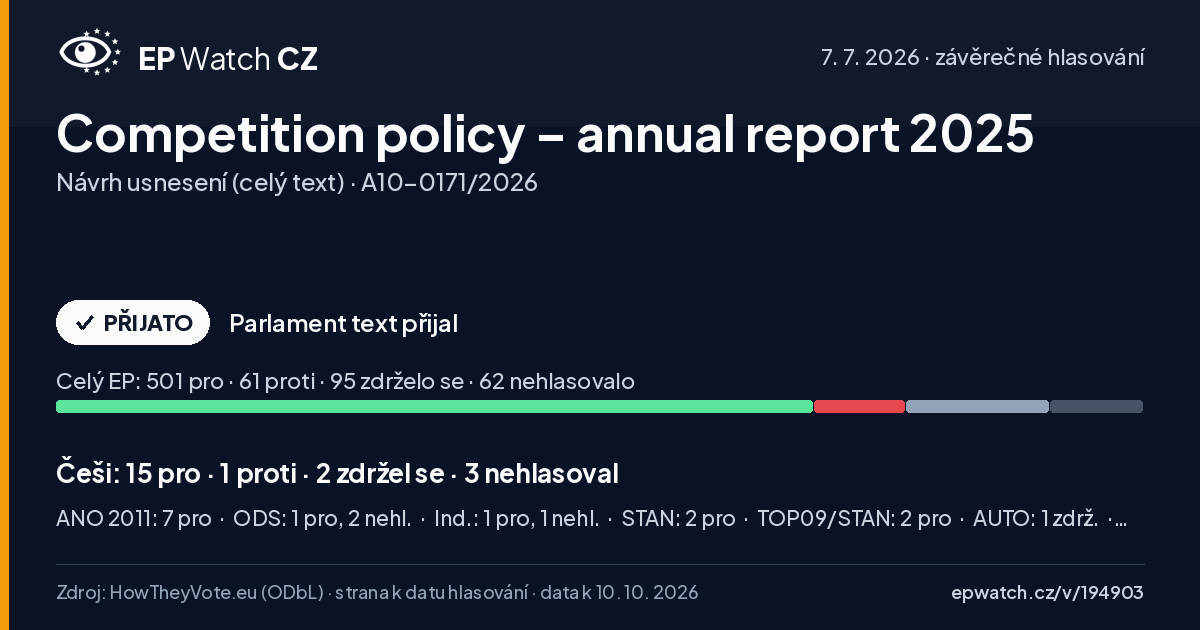 EP Watch CZ
7. 7. 2026 · závěrečné hlasování
Competition policy – annual report 2025
Návrh usnesení (celý text) · A10–0171/2026
✓ PŘIJATO Parlament text přijal
Celý EP: 501 pro · 61 proti · 95 zdrželo se · 62 nehlasovalo
Češi: 15 pro · 1 proti · 2 zdržel se · 3 nehlasoval
ANO 2011: 7 pro · ODS: 1 pro, 2 nehl. · Ind.: 1 pro, 1 nehl. · STAN: 2 pro · TOP09/STAN: 2 pro · AUTO: 1 zdrž. ·…
Zdroj: HowTheyVote.eu (ODbL) · strana k datu hlasování · data k 10. 10. 2026
epwatch.cz/v/194903